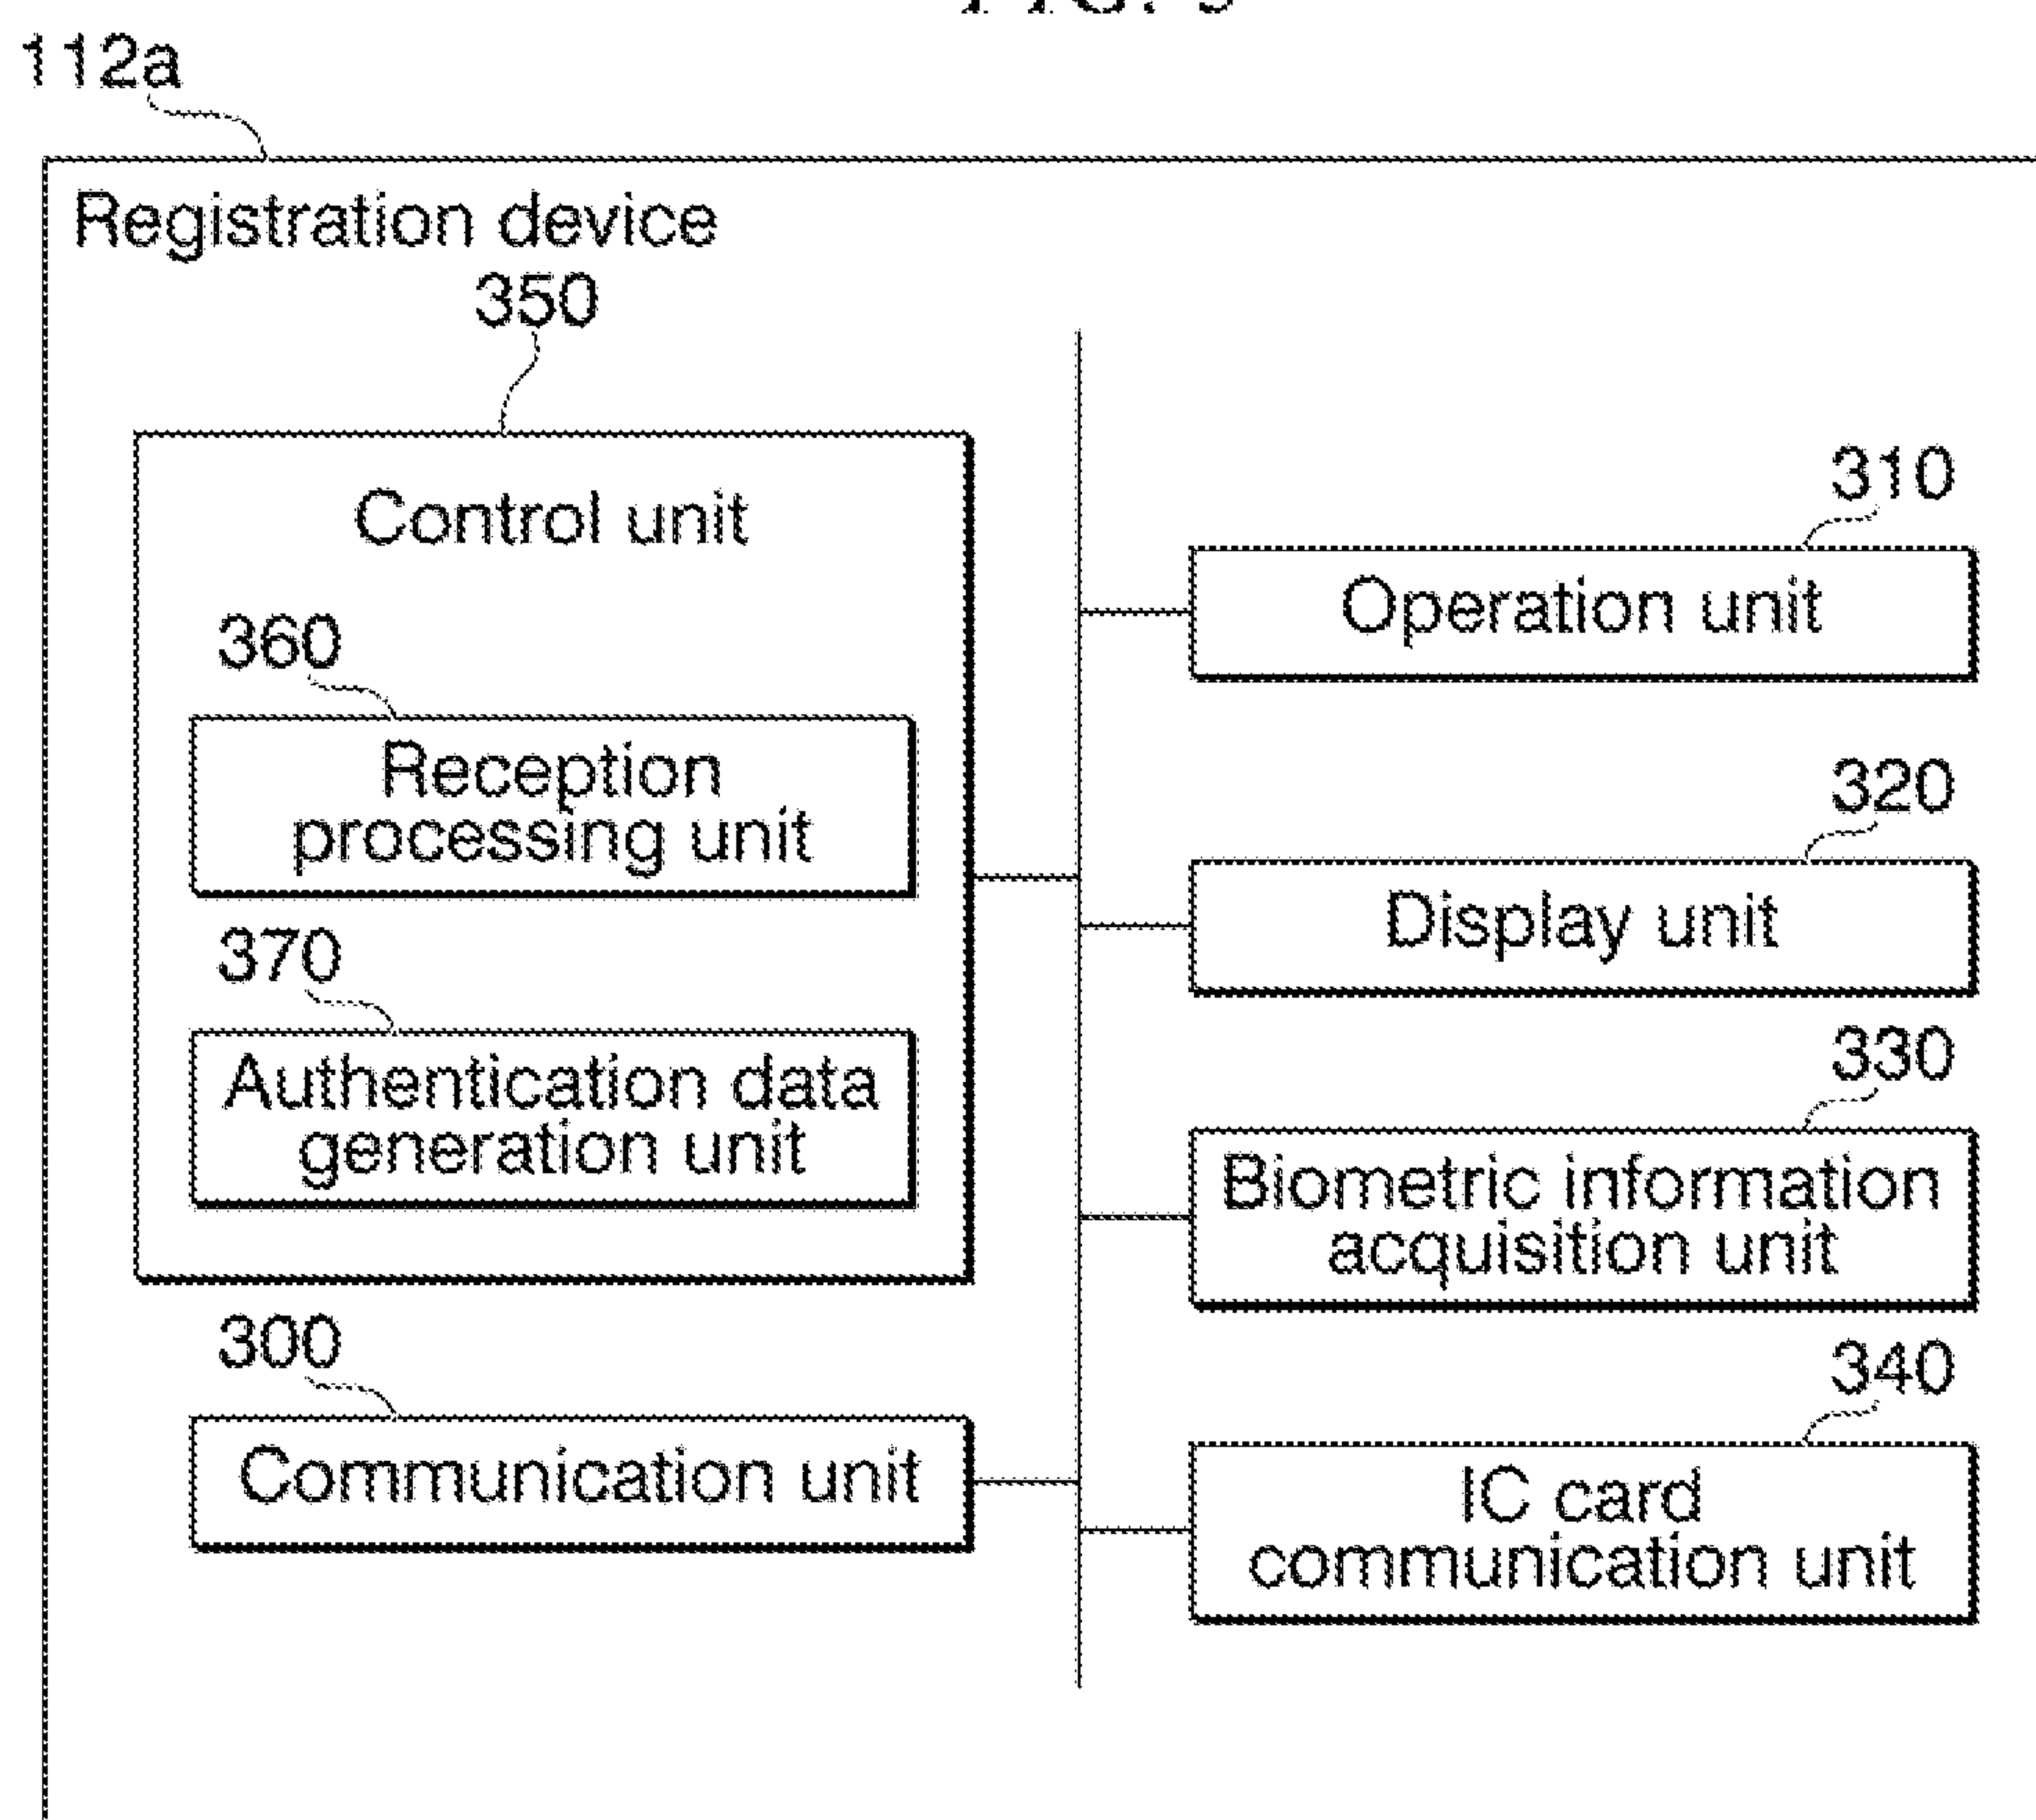 112a
Registration device
350
Control unit
310
Operation unit
360
Reception
processing unit
320
Display unit
370
Authentication data
generation unit
330
Biometric information
acquisition unit
300
Communication unit
340
IC card
communication unit